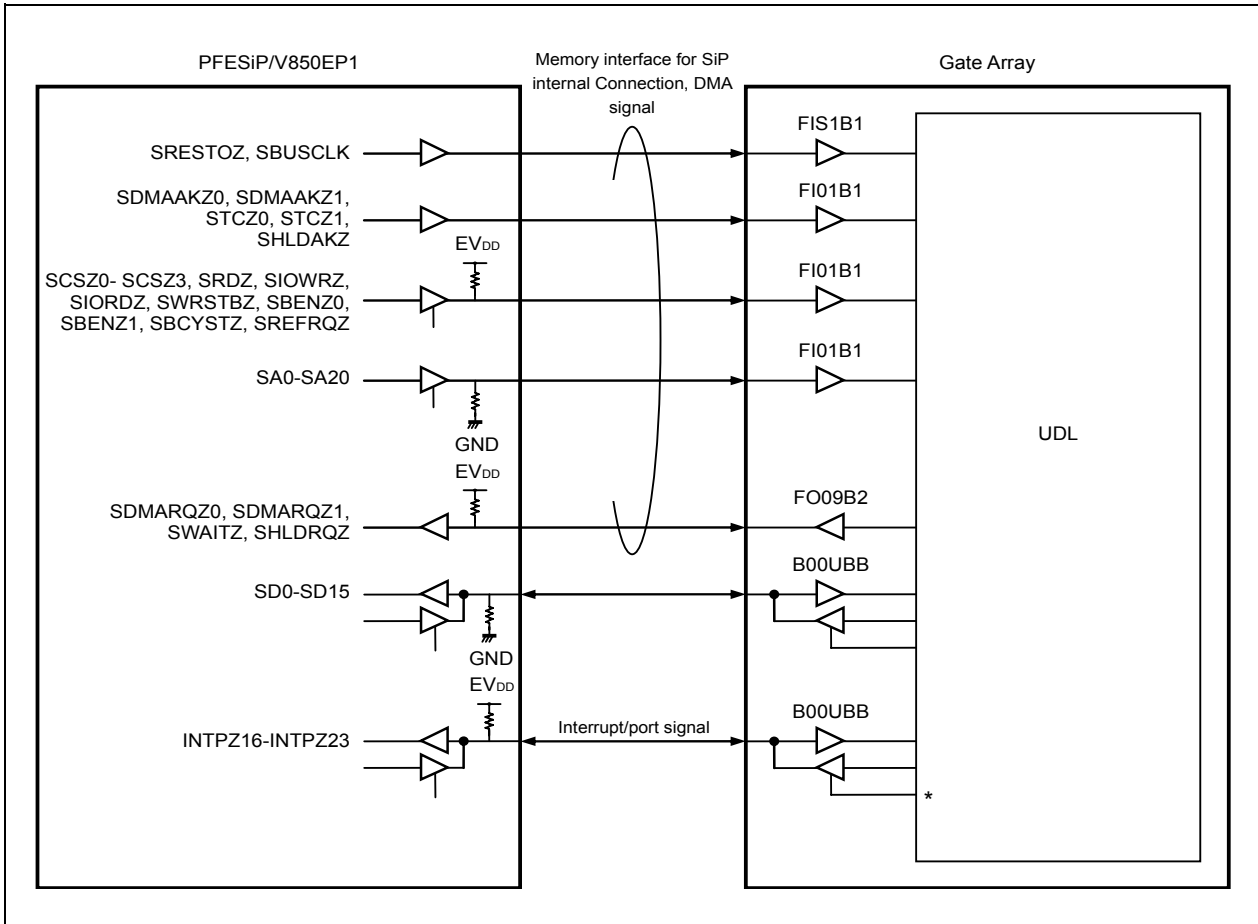 PFESiP/V850EP1
Memory interface for SiP
internal Connection, DMA
signal
Gate Array
SRESTOZ, SBUSCLK
FIS1B1
SDMAAKZ0, SDMAAKZ1,
STCZ0, STCZ1,
SHLDAKZ
FI01B1
EVDD
SCSZ0- SCSZ3, SRDZ, SIOWRZ,
SIORDZ, SWRSTBZ, SBENZ0,
SBENZ1, SBCYSTZ, SREFRQZ
FI01B1
SA0-SA20
FI01B1
GND
UDL
EVDD
SDMARQZ0, SDMARQZ1,
SWAITZ, SHLDRQZ
FO09B2
SD0-SD15
B00UBB
GND
EVDD
INTPZ16-INTPZ23
Interrupt/port signal
B00UBB
*